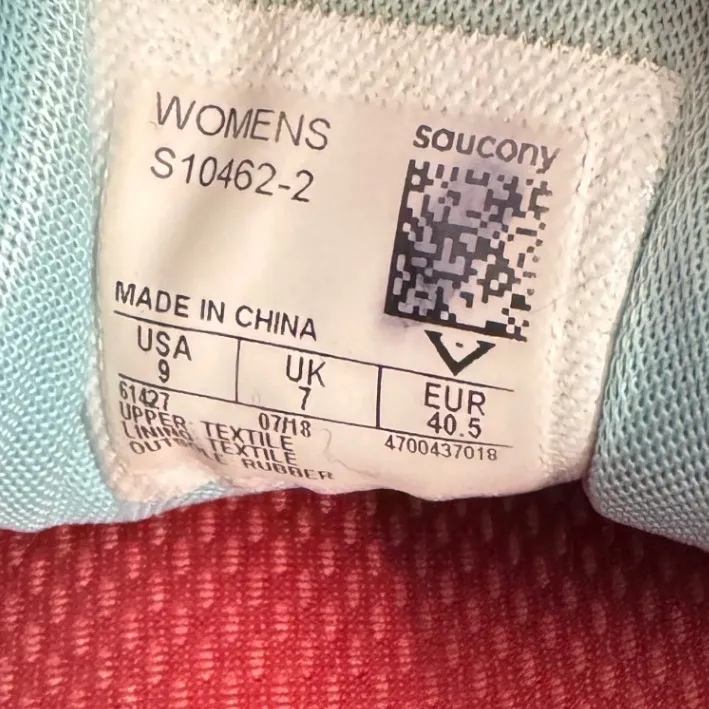 WOMENS
S10462-2
saucony
MADE IN CHINA
USA
9
UK
7
EUR
40.5
61427
07/18
4700437018
UPPER: TEXTILE
LINING: TEXTILE
RUBBER